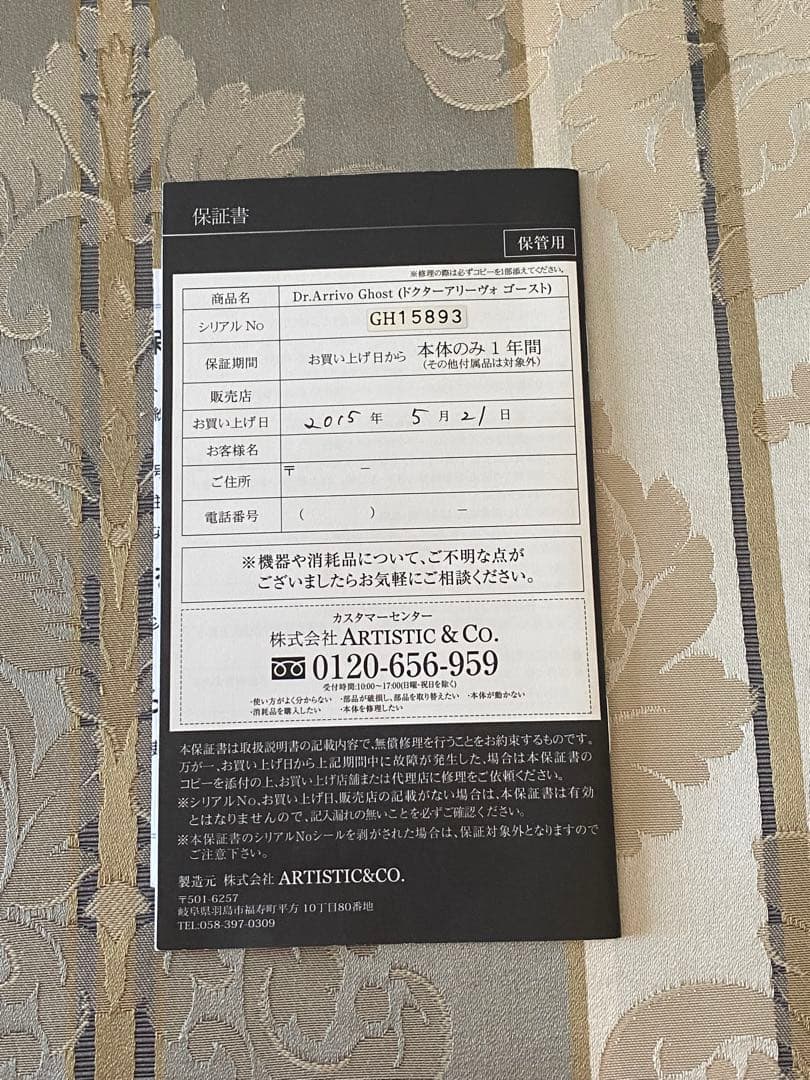 保証書
保管用
※修理の際は必ずコピーを1部添えてください。
商品名 Dr.Arrivo Ghost (ドクターアリーヴォ ゴースト)
シリアルNo GH15893
保証期間 お買い上げ日から 本体のみ1年間
(その他付属品は対象外)
販売店
お買い上げ日 2015年 5月21日
お客様名
ご住所 〒 −
電話番号 ( ) −
※機器や消耗品について、ご不明な点が
ございましたらお気軽にご相談ください。
カスタマーセンター
株式会社ARTISTIC & CO.
0120-656-959
受付時間:10:00〜17:00(日曜・祝日を除く)
・使い方がよく分からない ・部品が破損し、部品を取り替えたい ・本体が動かない
・消耗品を購入したい ・本体を修理したい
本保証書は取扱説明書の記載内容で、無償修理を行うことをお約束するものです。
万が一、お買い上げ日から上記期間中に故障が発生した、場合は本保証書の
コピーを添付の上、お買い上げ店舗または代理店に修理をご依頼ください。
※シリアルNo、お買い上げ日、販売店の記載がない場合は、本保証書は有効
とはなりませんので、記入漏れの無いことを必ずご確認ください。
※本保証書のシリアルNoシールを剥がされた場合は、保証対象外となりますので
ご注意下さい。
製造元 株式会社 ARTISTIC&CO.
〒501-6257
岐阜県羽島市福寿町平方 10丁目80番地
TEL:058-397-0309